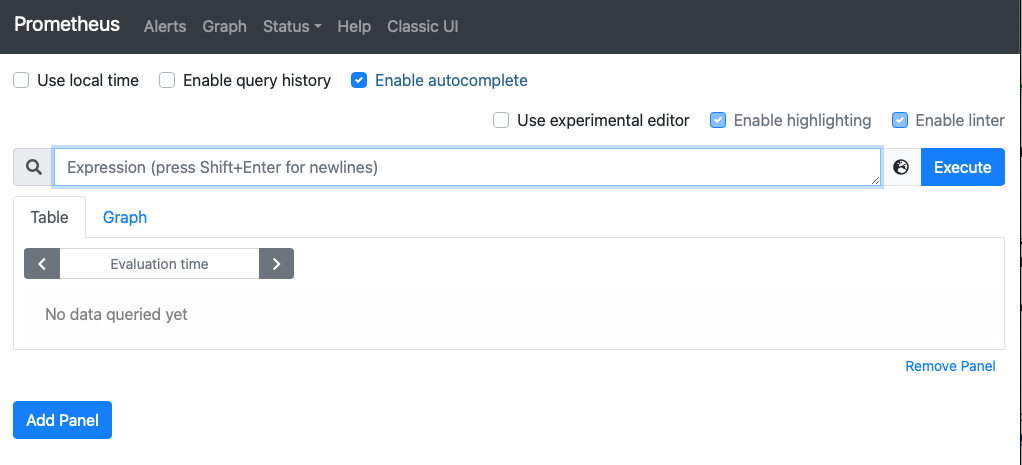 Prometheus Alerts Graph Status Help Classic UI
Use local time Enable query history Enable autocomplete
Use experimental editor Enable highlighting Enable linter
Expression (press Shift+Enter for newlines) Execute
Table Graph
Evaluation time
No data queried yet
Remove Panel
Add Panel